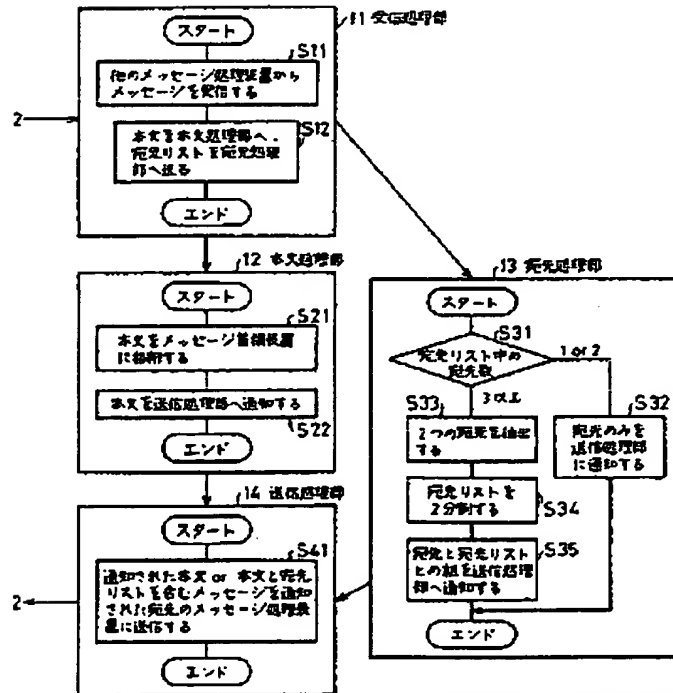 11 受信処理部
スタート
S11
他のメッセージ処理装置から
メッセージを受信する
2
S12
本文を本文処理部へ、
宛先リストを宛先処理
部へ送る
エンド
12 本文処理部
スタート
S21
本文をメッセージ蓄積装置
に格納する
本文を送信処理部へ通知する
S22
エンド
13 宛先処理部
スタート
S31
宛先リスト中の
宛先数
1 or 2
3以上
S33
2つの宛先を抽出
する
S32
宛先のみを
送信処理部
に通知する
宛先リストを
2分割する
S34
S35
宛先と宛先リスト
との組を送信処理
部へ通知する
エンド
14 送信処理部
スタート
S41
通知された本文 or 本文と宛先
リストを含むメッセージを通知
された宛先のメッセージ処理装
置に送信する
2
エンド